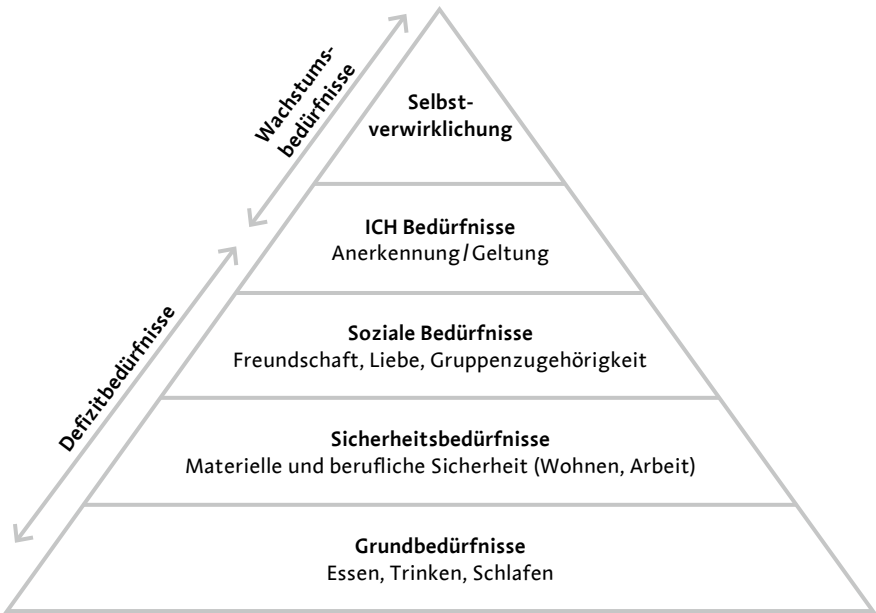 Wachstums-
bedürfnisse
Selbst-
verwirklichung
ICH Bedürfnisse
Anerkennung/Geltung
Defizitbedürfnisse
Soziale Bedürfnisse
Freundschaft, Liebe, Gruppenzugehörigkeit
Sicherheitsbedürfnisse
Materielle und berufliche Sicherheit (Wohnen, Arbeit)
Grundbedürfnisse
Essen, Trinken, Schlafen